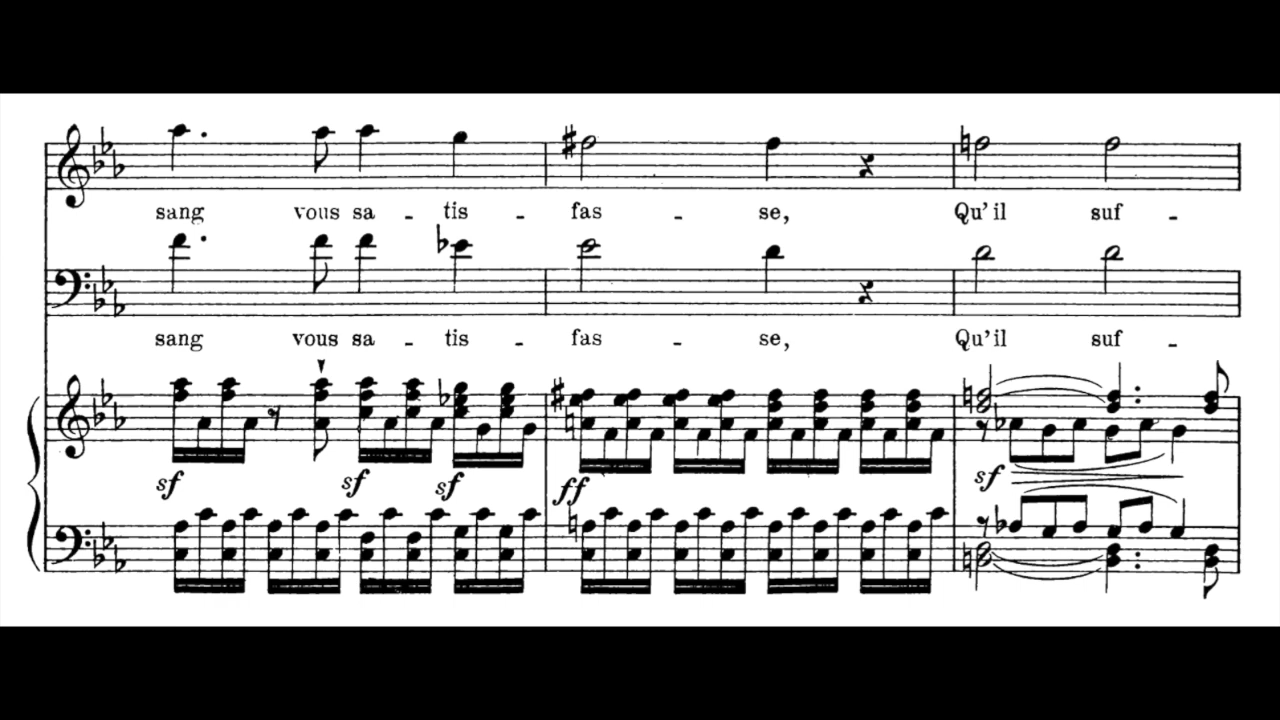 sang vous sa - tis - fas - se, Qu'il suf -
sang vous sa - tis - fas - se, Qu'il suf -
sf sf sf ff sf